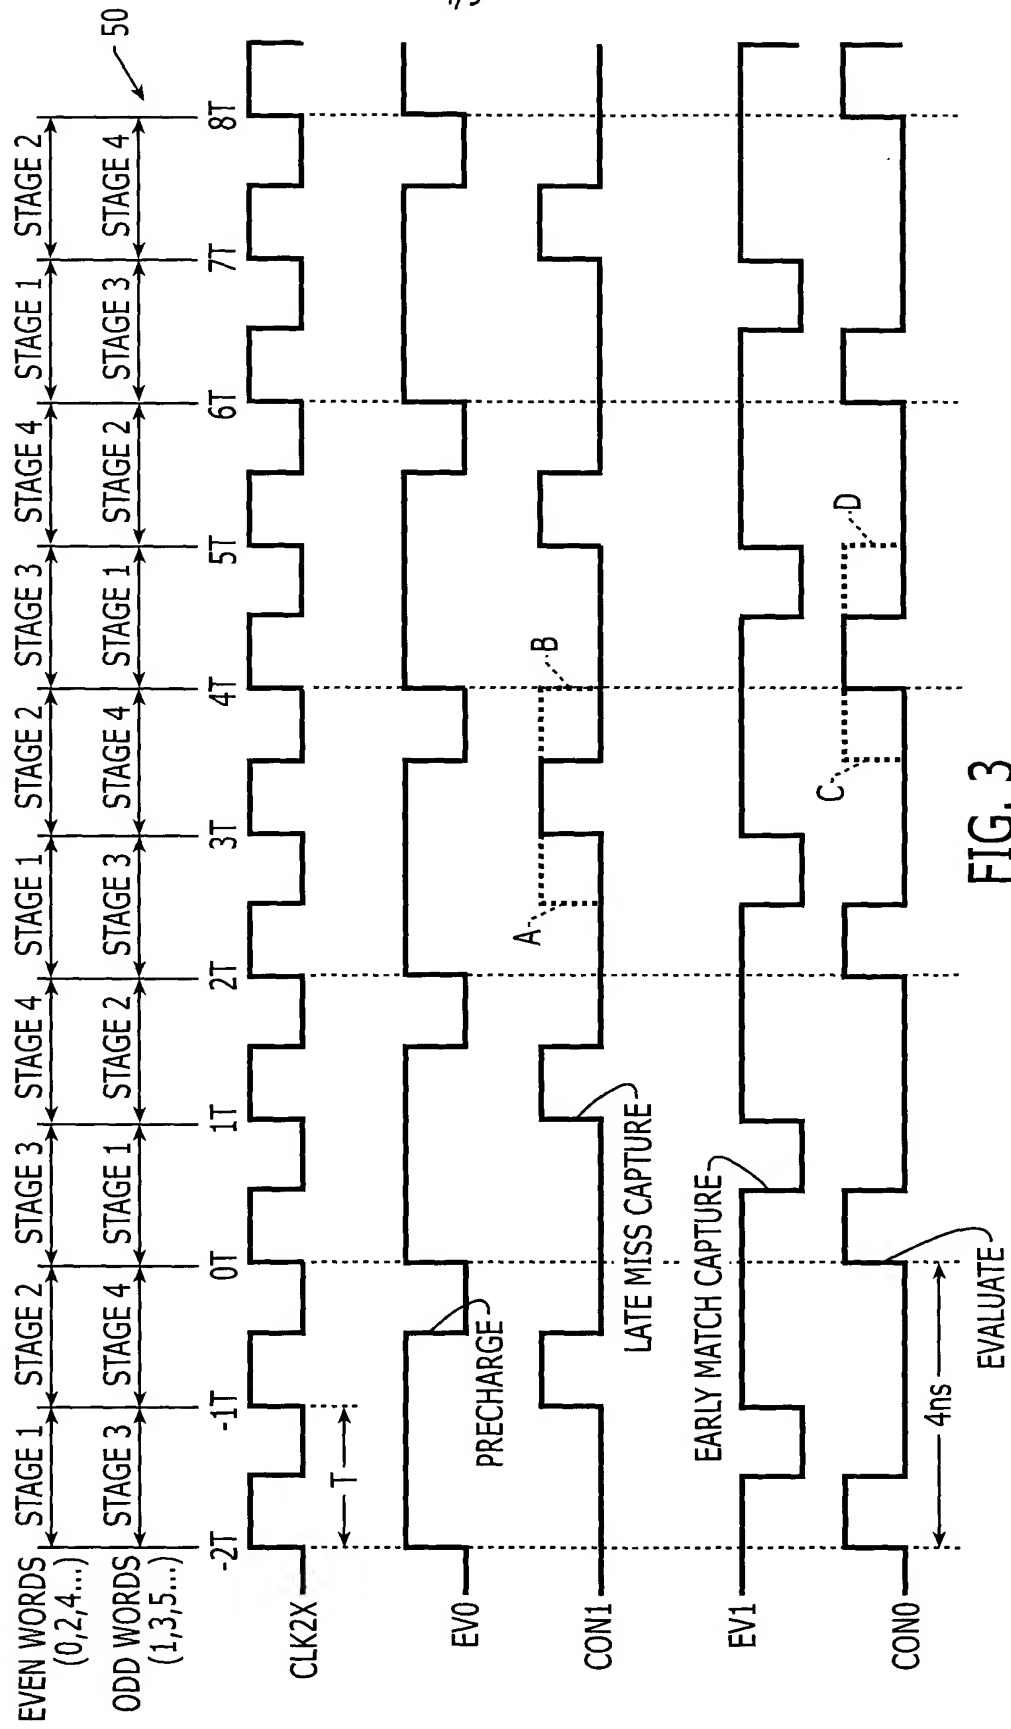 EVEN WORDS
(0,2,4...)
STAGE 1
STAGE 2
STAGE 3
STAGE 4
STAGE 1
STAGE 2
STAGE 3
STAGE 4
STAGE 1
STAGE 2
50
ODD WORDS
(1,3,5...)
STAGE 3
STAGE 4
STAGE 1
STAGE 2
STAGE 3
STAGE 4
STAGE 1
STAGE 2
STAGE 3
STAGE 4
-2T
-1T
0T
1T
2T
3T
4T
5T
6T
7T
8T
CLK2X
T
EV0
PRECHARGE
CON1
LATE MISS CAPTURE
A
B
EV1
EARLY MATCH CAPTURE
CON0
4ns
EVALUATE
C
D
FIG. 3